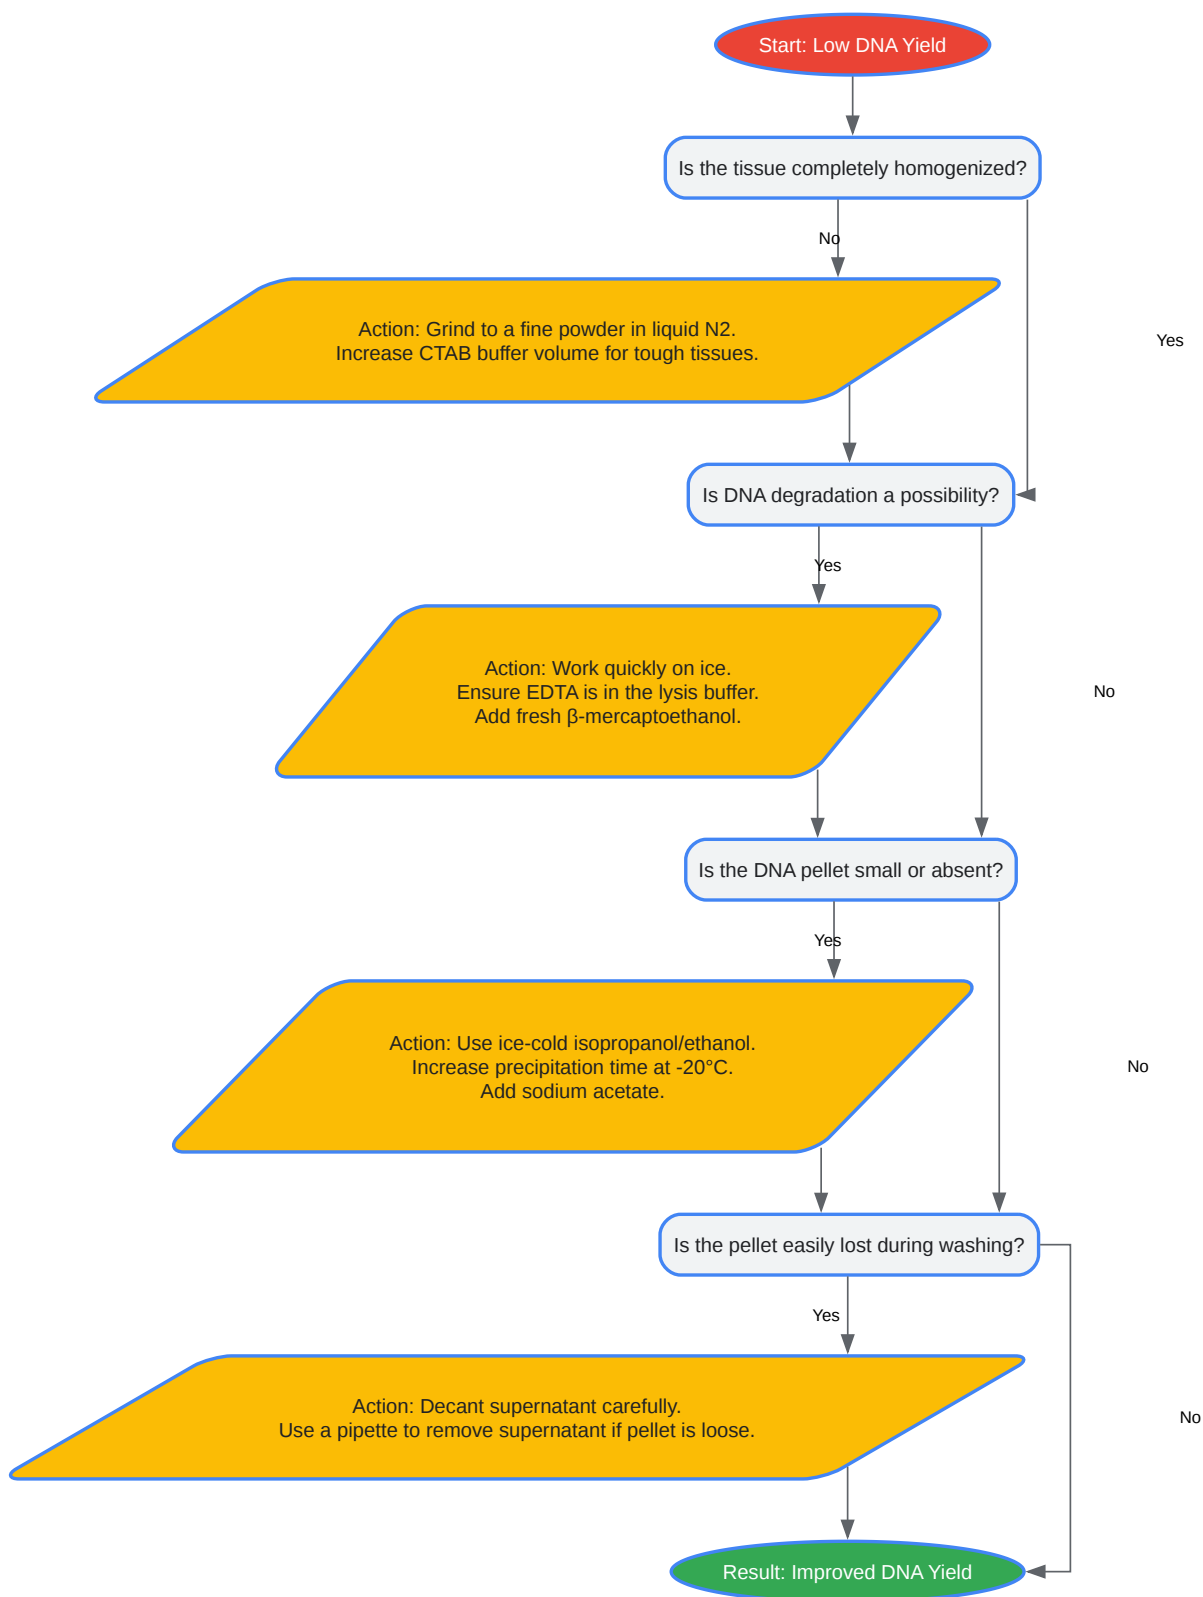 Start: Low DNA Yield
Is the tissue completely homogenized?
No
Action: Grind to a fine powder in liquid N2.
Increase CTAB buffer volume for tough tissues.
Yes
Is DNA degradation a possibility?
Yes
Action: Work quickly on ice.
Ensure EDTA is in the lysis buffer.
Add fresh β-mercaptoethanol.
No
Is the DNA pellet small or absent?
Yes
Action: Use ice-cold isopropanol/ethanol.
Increase precipitation time at -20°C.
Add sodium acetate.
No
Is the pellet easily lost during washing?
Yes
Action: Decant supernatant carefully.
Use a pipette to remove supernatant if pellet is loose.
No
Result: Improved DNA Yield